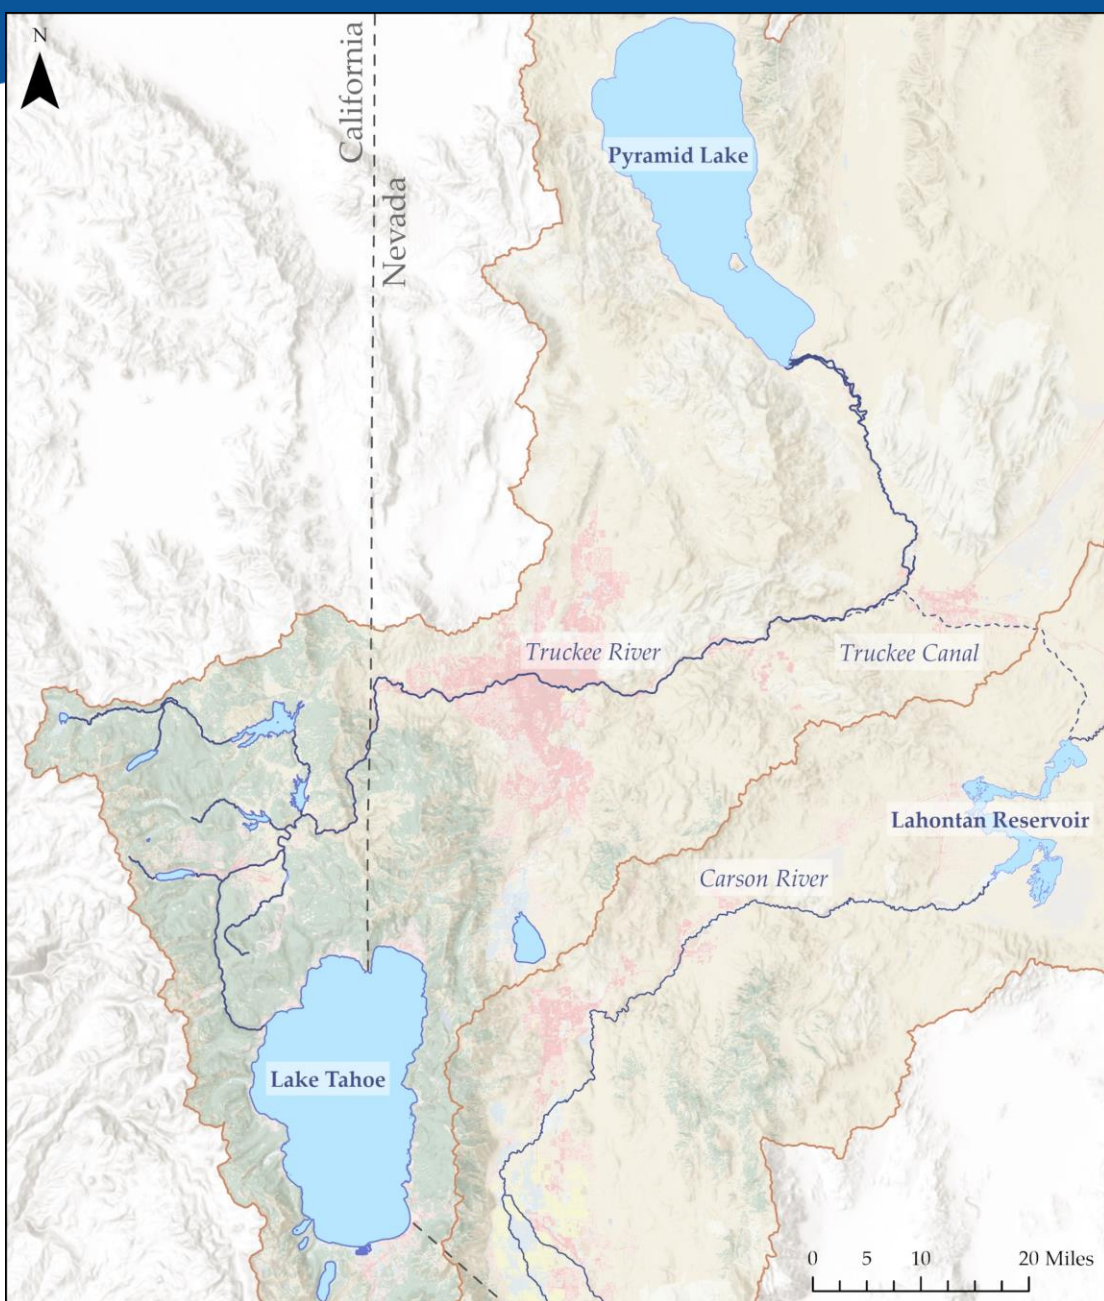 N
California
Nevada
Pyramid Lake
Truckee River
Truckee Canal
Lahontan Reservoir
Carson River
Lake Tahoe
0 5 10 20 Miles